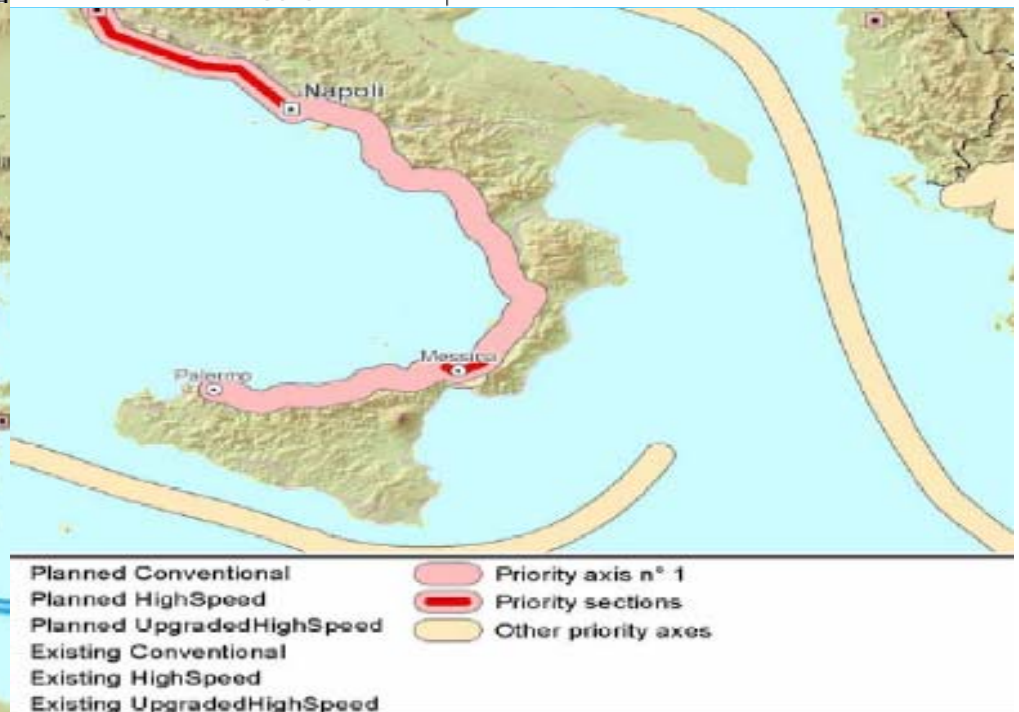 Napoli
Messina
Palermo
Planned Conventional
Planned HighSpeed
Planned UpgradedHighSpeed
Existing Conventional
Existing HighSpeed
Existing UpgradedHighSpeed
Priority axis n° 1
Priority sections
Other priority axes